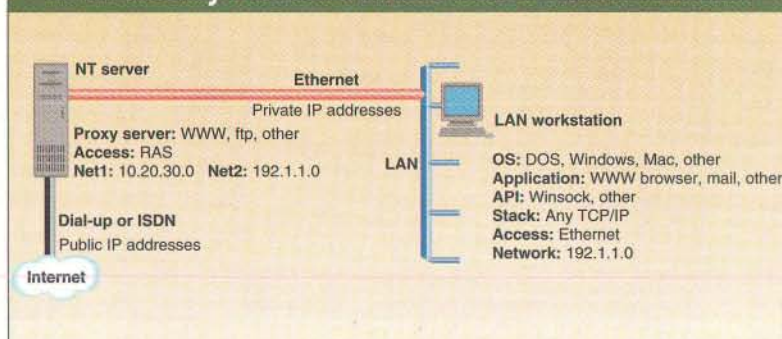 NT server
Ethernet
Private IP addresses
Proxy server: WWW, ftp, other
Access: RAS
Net1: 10.20.30.0 Net2: 192.1.1.0
Dial-up or ISDN
Public IP addresses
Internet
LAN
LAN workstation
OS: DOS, Windows, Mac, other
Application: WWW browser, mail, other
API: Winsock, other
Stack: Any TCP/IP
Access: Ethernet
Network: 192.1.1.0